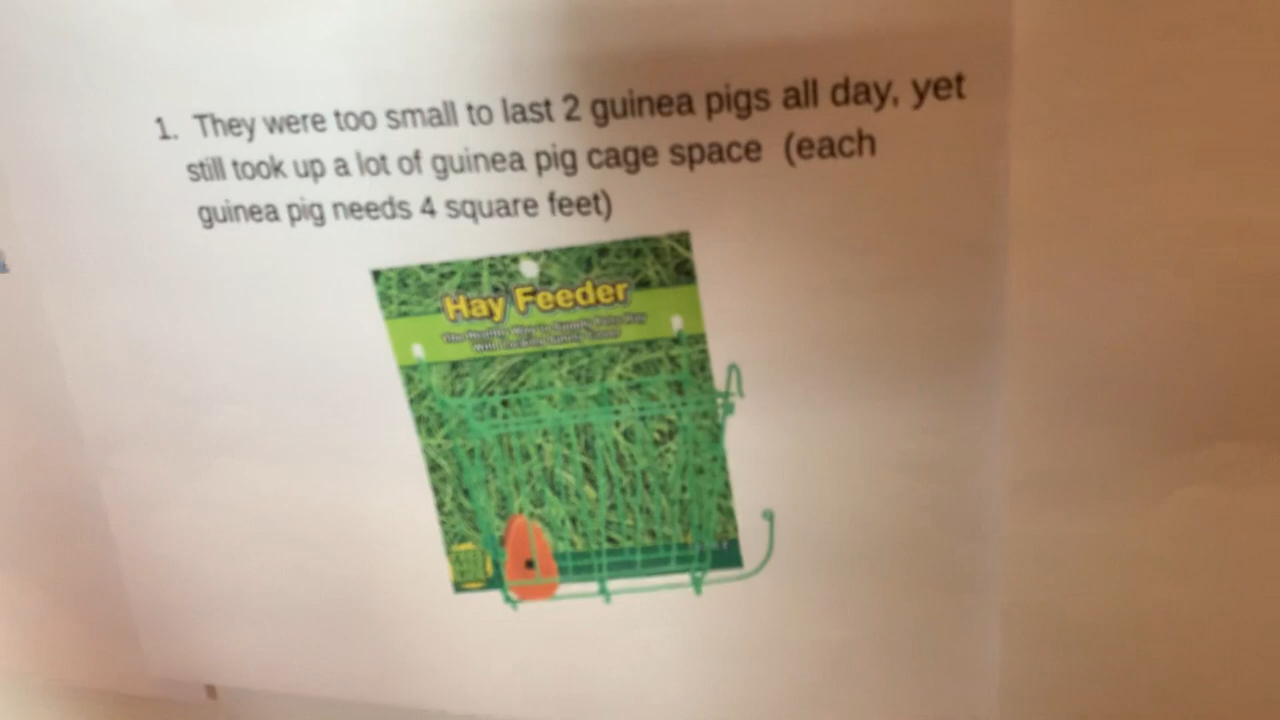 1. They were too small to last 2 guinea pigs all day, yet
still took up a lot of guinea pig cage space (each
guinea pig needs 4 square feet)
Hay Feeder